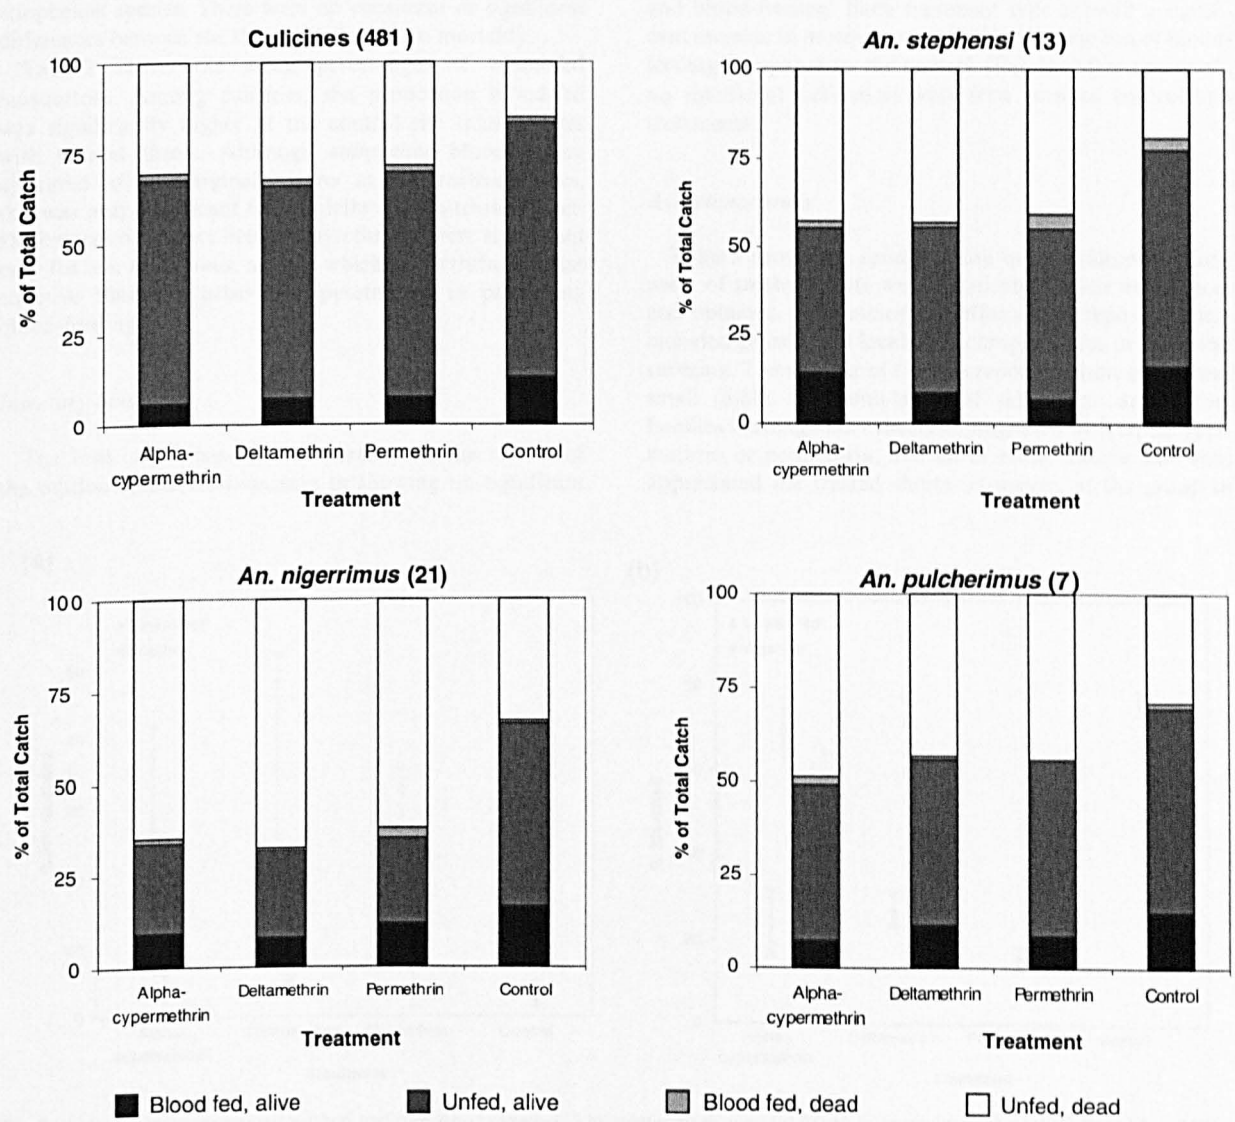 Culicines (481)
% of Total Catch
100
75
50
25
0
Alpha-
cypermethrin
Deltamethrin
Permethrin
Control
Treatment
An. stephensi (13)
% of Total Catch
100
75
50
25
0
Alpha-
cypermethrin
Deltamethrin
Permethrin
Control
Treatment
An. nigerrimus (21)
% of Total Catch
100
75
50
25
0
Alpha-
cypermethrin
Deltamethrin
Permethrin
Control
Treatment
An. pulcherimus (7)
% of Total Catch
100
75
50
25
0
Alpha-
cypermethrin
Deltamethrin
Permethrin
Control
Treatment
Blood fed, alive
Unfed, alive
Blood fed, dead
Unfed, dead